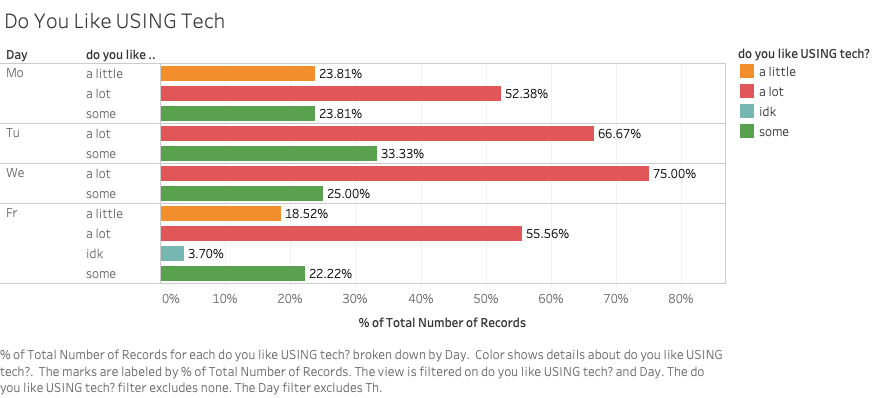 Do You Like USING Tech
Day do you like .. do you like USING tech?
Mo a little 23.81% a little
a lot 52.38% a lot
some 23.81% idk
Tu a lot 66.67% some
some 33.33%
We a lot 75.00%
some 25.00%
Fr a little 18.52%
a lot 55.56%
idk 3.70%
some 22.22%
0% 10% 20% 30% 40% 50% 60% 70% 80%
% of Total Number of Records
% of Total Number of Records for each do you like USING tech? broken down by Day.  Color shows details about do you like USING
tech?.  The marks are labeled by % of Total Number of Records. The view is filtered on do you like USING tech? and Day. The do
you like USING tech? filter excludes none. The Day filter excludes Th.